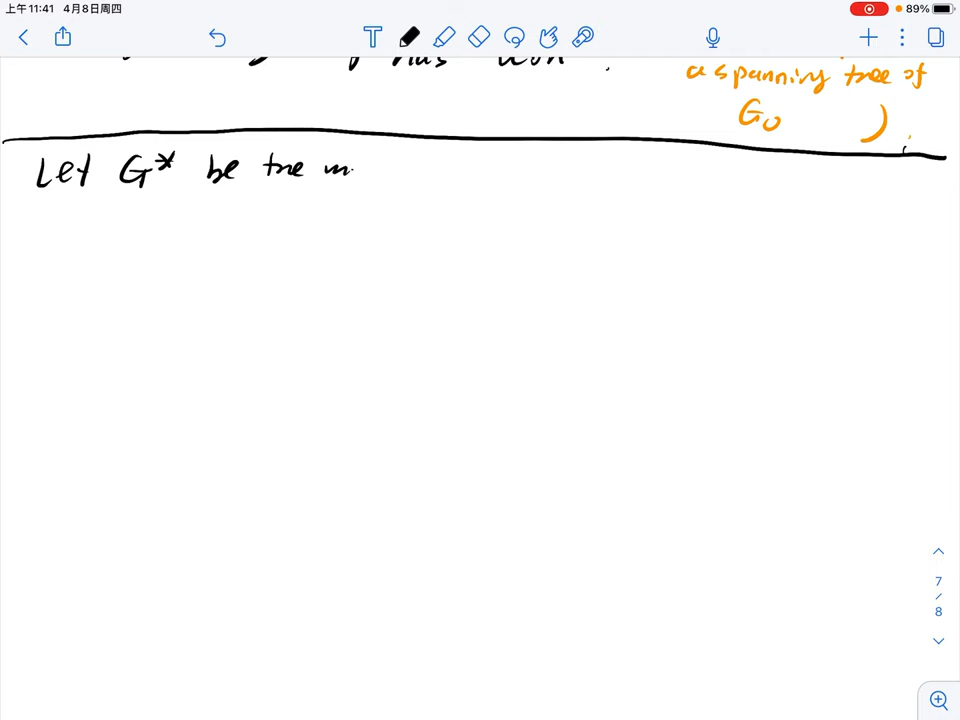 上午11:41 4月8日周四
89%
a spanning tree of
G₀ ).
Let G* be the m
7
/
8